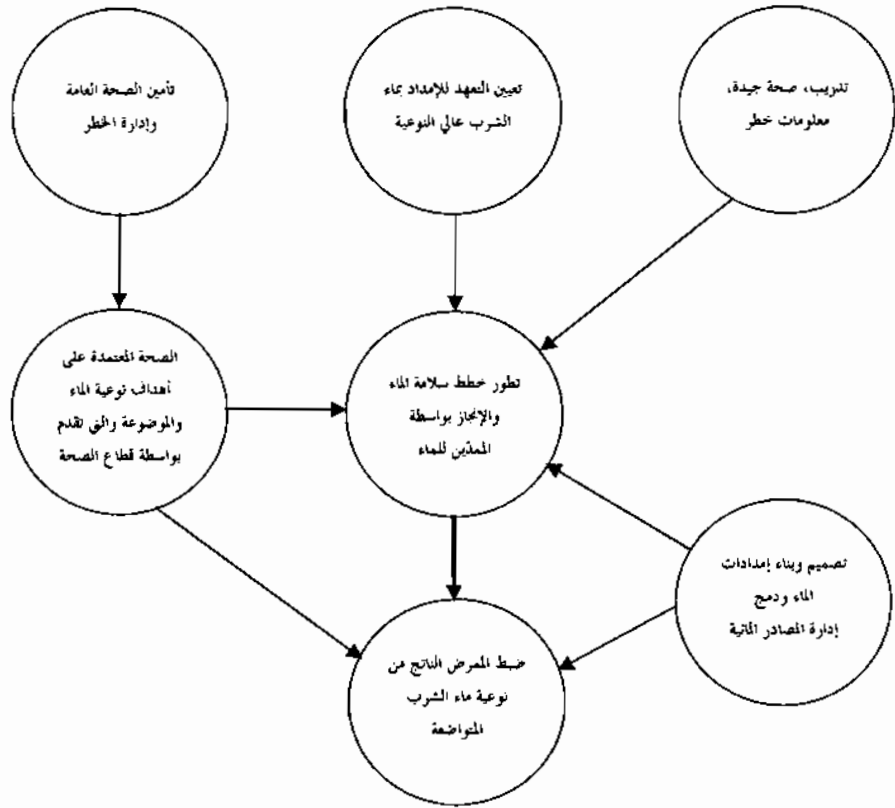 تدريب، صحة جيدة،
معلومات خطر
تعيين التعهد للإمداد بماء
الشرب عالي النوعية
تأمين الصحة العامة
وإدارة الخطر
تطور خطط سلامة الماء
والإنجاز بواسطة
الممدّين للماء
الصحة المعتمدة على
أهداف نوعية الماء
والموضوعة والتي تقدم
بواسطة قطاع الصحة
تصميم وبناء إمدادات
الماء ودمج
إدارة المصادر المائية
ضبط الممرض الناتج من
نوعية ماء الشرب
المتواضعة